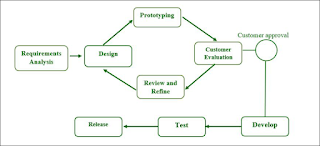 Prototyping
Customer approval
Requirements
Analysis
Design
Customer
Evaluation
Review and
Refine
Release
Test
Develop